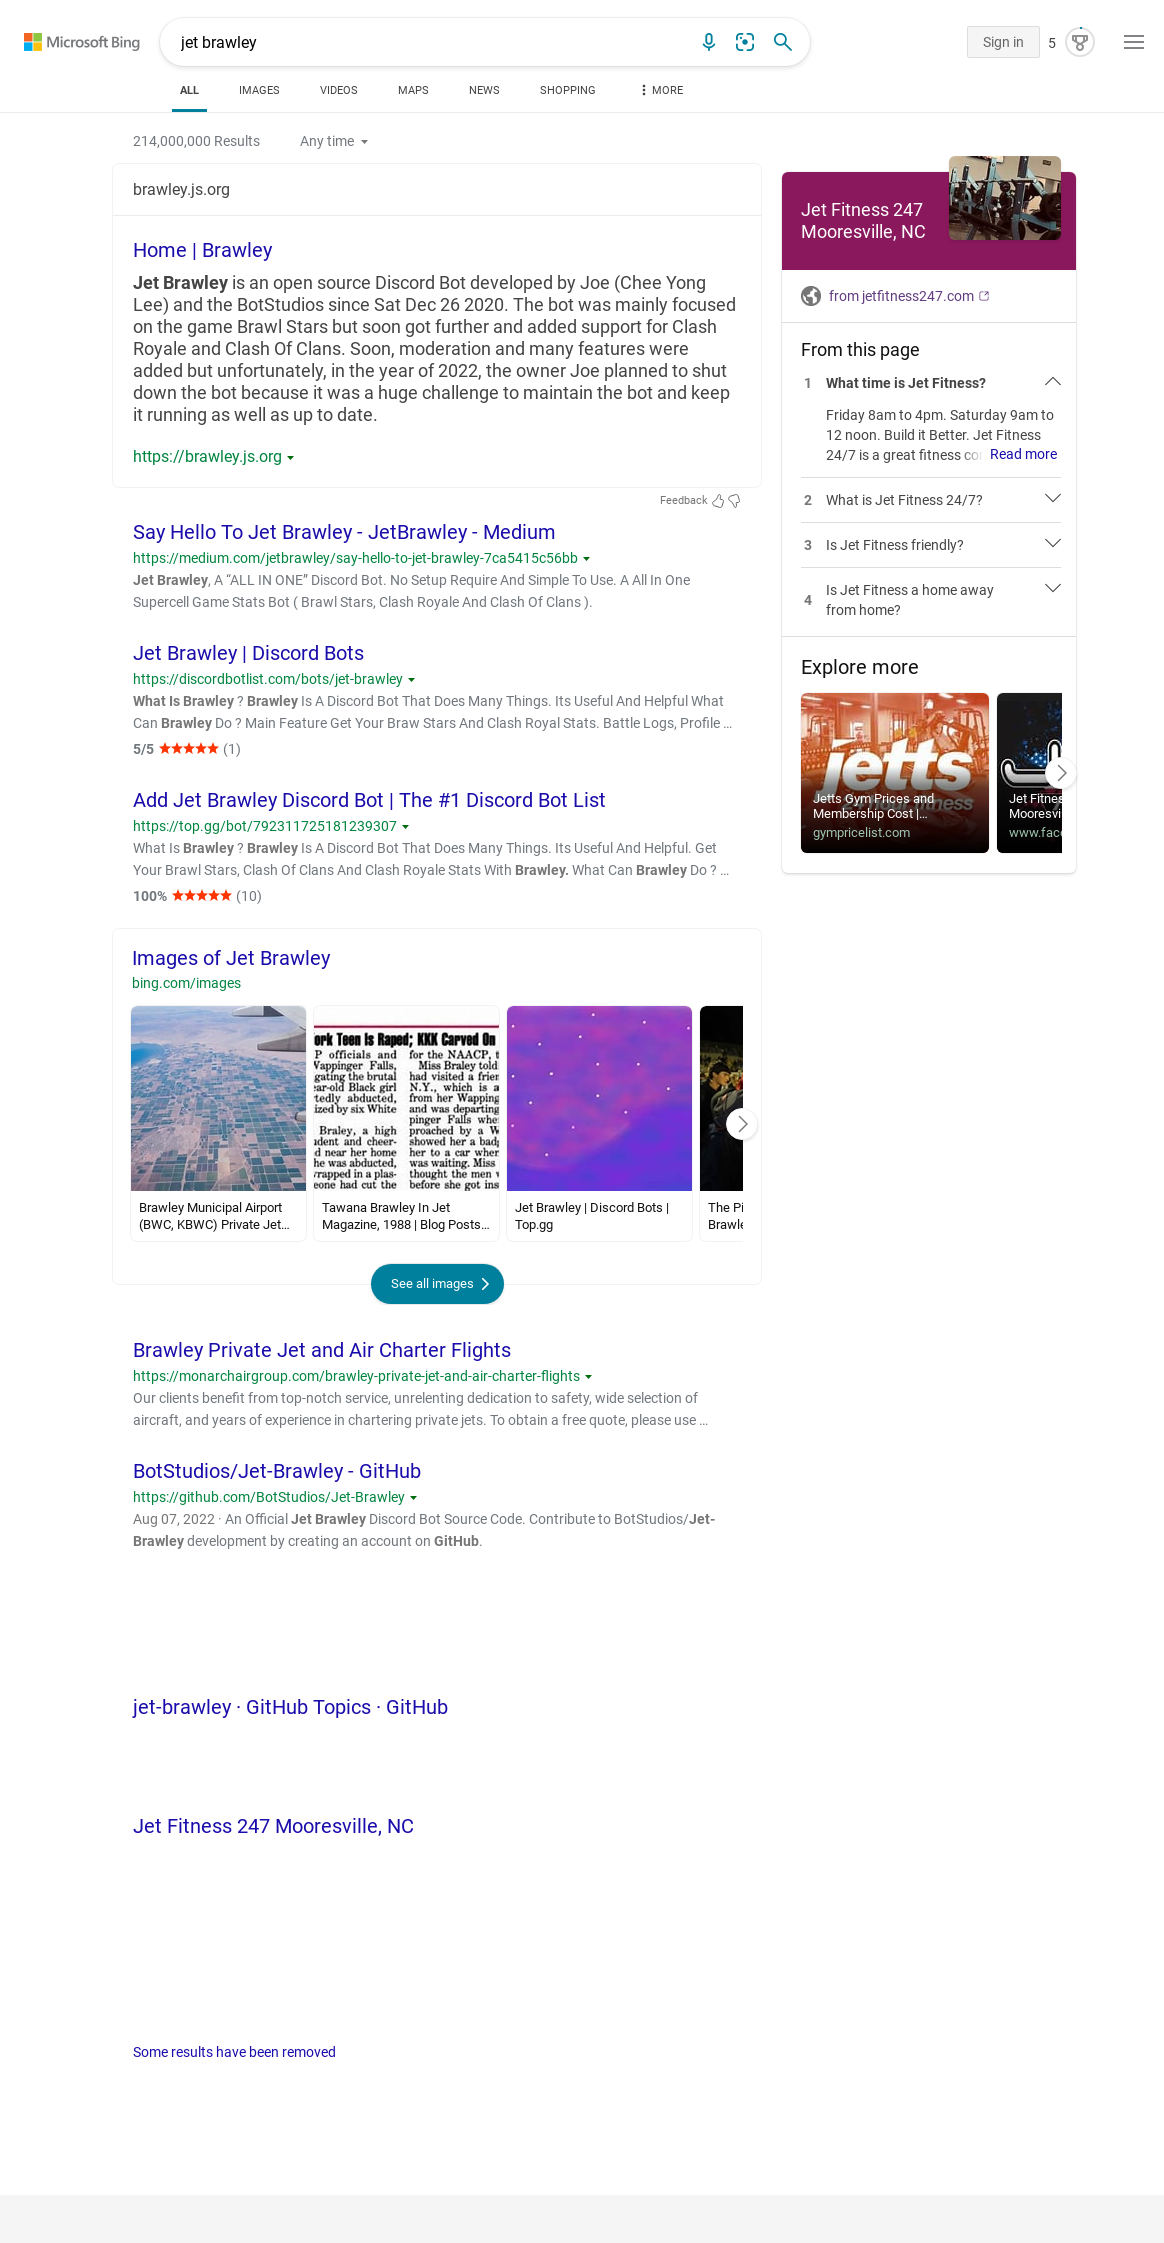 Microsoft Bing
jet brawley
Sign in
5
ALL
IMAGES
VIDEOS
MAPS
NEWS
SHOPPING
MORE
214,000,000 Results
Any time
brawley.js.org
Home | Brawley
Jet Brawley is an open source Discord Bot developed by Joe (Chee Yong
Lee) and the BotStudios since Sat Dec 26 2020. The bot was mainly focused
on the game Brawl Stars but soon got further and added support for Clash
Royale and Clash Of Clans. Soon, moderation and many features were
added but unfortunately, in the year of 2022, the owner Joe planned to shut
down the bot because it was a huge challenge to maintain the bot and keep
it running as well as up to date.
https://brawley.js.org
Feedback
Say Hello To Jet Brawley - JetBrawley - Medium
https://medium.com/jetbrawley/say-hello-to-jet-brawley-7ca5415c56bb
Jet Brawley, A “ALL IN ONE” Discord Bot. No Setup Require And Simple To Use. A All In One
Supercell Game Stats Bot ( Brawl Stars, Clash Royale And Clash Of Clans ).
Jet Brawley | Discord Bots
https://discordbotlist.com/bots/jet-brawley
What Is Brawley ? Brawley Is A Discord Bot That Does Many Things. Its Useful And Helpful What
Can Brawley Do ? Main Feature Get Your Braw Stars And Clash Royal Stats. Battle Logs, Profile …
5/5 (1)
Add Jet Brawley Discord Bot | The #1 Discord Bot List
https://top.gg/bot/792311725181239307
What Is Brawley ? Brawley Is A Discord Bot That Does Many Things. Its Useful And Helpful. Get
Your Brawl Stars, Clash Of Clans And Clash Royale Stats With Brawley. What Can Brawley Do ? …
100% (10)
Images of Jet Brawley
bing.com/images
ork Teen Is Raped; KKK Carved On
P officials and
Wappinger Falls,
gating the brutal
ear-old Black girl
rtedly abducted,
ized by six White
Braley, a high
udent and cheer-
d near her home
he was abducted,
wrapped in a plas-
eone had cut the
for the NAACP, t
Miss Braley told
had visited a frien
N.Y., which is a
from her Wapping
and was departing
pinger Falls when
proached by a W
showed her a badg
her to a car when
was waiting. Miss
thought the men w
before she got ins
Brawley Municipal Airport
(BWC, KBWC) Private Jet…
Tawana Brawley In Jet
Magazine, 1988 | Blog Posts…
Jet Brawley | Discord Bots |
Top.gg
The Pi
Brawle
See all images
Brawley Private Jet and Air Charter Flights
https://monarchairgroup.com/brawley-private-jet-and-air-charter-flights
Our clients benefit from top-notch service, unrelenting dedication to safety, wide selection of
aircraft, and years of experience in chartering private jets. To obtain a free quote, please use …
BotStudios/Jet-Brawley - GitHub
https://github.com/BotStudios/Jet-Brawley
Aug 07, 2022 · An Official Jet Brawley Discord Bot Source Code. Contribute to BotStudios/Jet-
Brawley development by creating an account on GitHub.
jet-brawley · GitHub Topics · GitHub
Jet Fitness 247 Mooresville, NC
Some results have been removed
Jet Fitness 247
Mooresville, NC
from jetfitness247.com
From this page
1 What time is Jet Fitness?
Friday 8am to 4pm. Saturday 9am to
12 noon. Build it Better. Jet Fitness
24/7 is a great fitness cor Read more
2 What is Jet Fitness 24/7?
3 Is Jet Fitness friendly?
4 Is Jet Fitness a home away
from home?
Explore more
jetts
Jetts Gym Prices and
Membership Cost |…
gympricelist.com
Jet Fitnes
Mooresvi
www.face